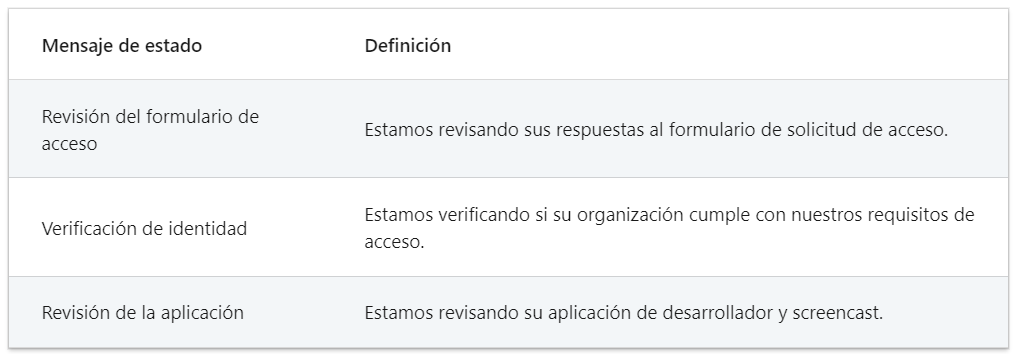 Mensaje de estado
Definición
Revisión del formulario de
acceso
Estamos revisando sus respuestas al formulario de solicitud de acceso.
Verificación de identidad
Estamos verificando si su organización cumple con nuestros requisitos de
acceso.
Revisión de la aplicación
Estamos revisando su aplicación de desarrollador y screencast.